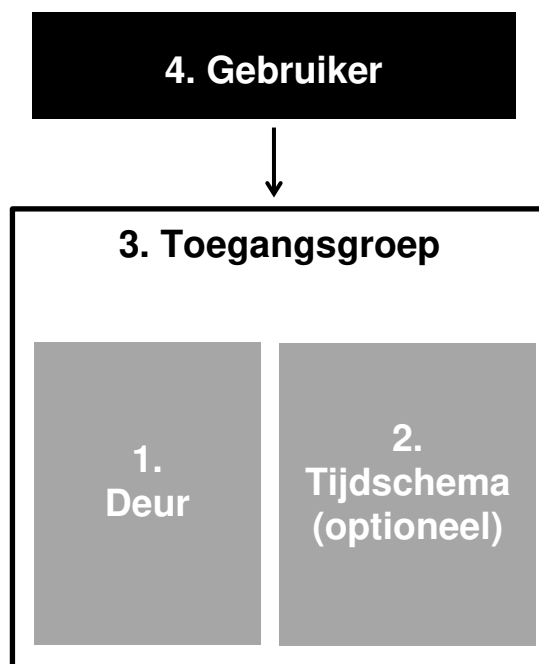 4. Gebruiker
3. Toegangsgroep
1.
Deur
2.
Tijdschema
(optioneel)